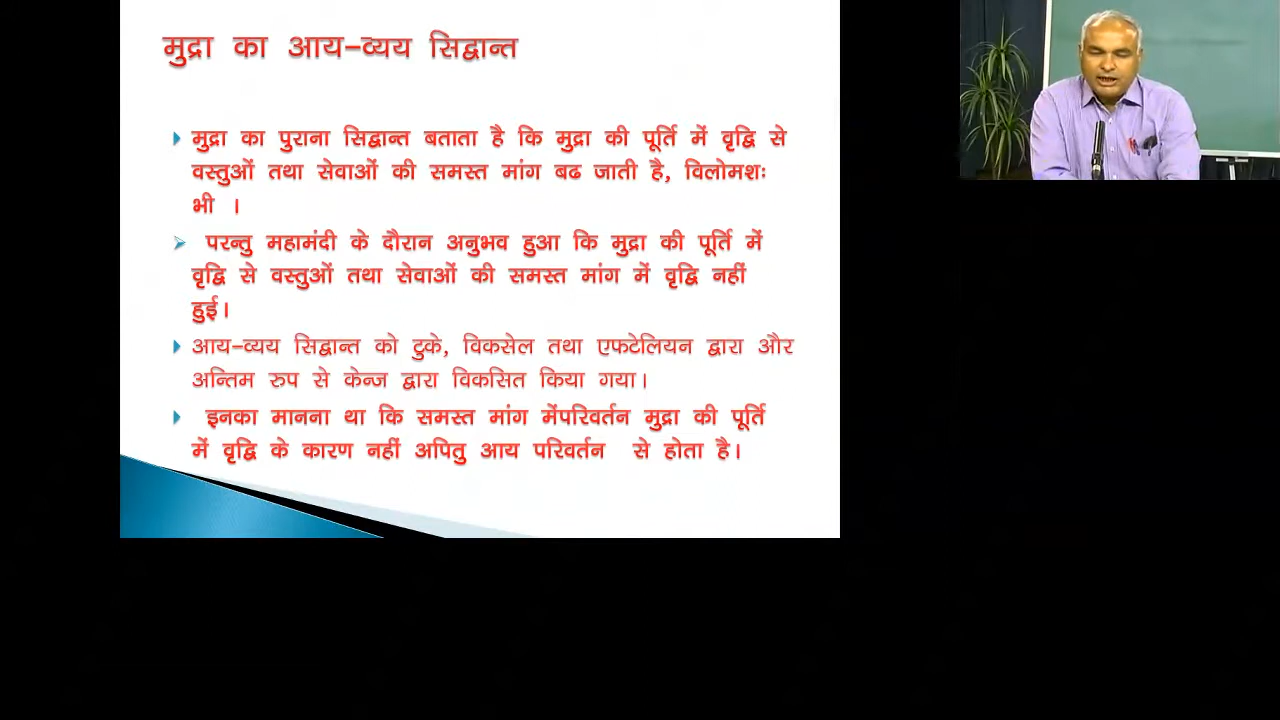 मुद्रा का आय-व्यय सिद्वान्त
मुद्रा का पुराना सिद्वान्त बताता है कि मुद्रा की पूर्ति में वृद्वि से
वस्तुओं तथा सेवाओं की समस्त मांग बढ जाती है, विलोमशः
भी ।
परन्तु महामंदी के दौरान अनुभव हुआ कि मुद्रा की पूर्ति में
वृद्वि से वस्तुओं तथा सेवाओं की समस्त मांग में वृद्वि नहीं
हुई।
आय-व्यय सिद्वान्त को टुके, विकसेल तथा एफटेलियन द्वारा और
अन्तिम रुप से केन्ज द्वारा विकसित किया गया।
इनका मानना था कि समस्त मांग मेंपरिवर्तन मुद्रा की पूर्ति
में वृद्वि के कारण नहीं अपितु आय परिवर्तन से होता है।